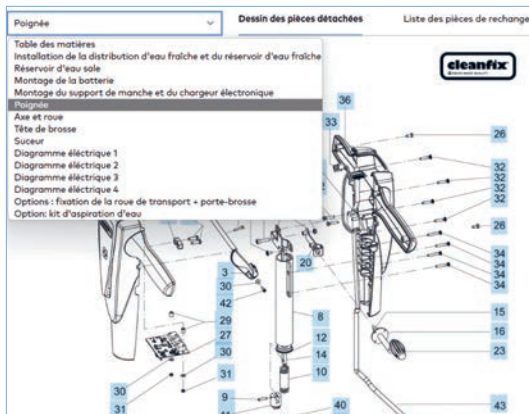 Poignée
Dessin des pièces détachées
Liste des pièces de rechange
Table des matières
Installation de la distribution d'eau fraîche et du réservoir d'eau fraîche
Réservoir d'eau sale
Montage de la batterie
Montage du support de manche et du chargeur électronique
Poignée
Axe et roue
Tête de brosse
Suceur
Diagramme éléctrique 1
Diagramme éléctrique 2
Diagramme éléctrique 3
Diagramme éléctrique 4
Options : fixation de la roue de transport + porte-brosse
Option: kit d'aspiration d'eau
cleanfix
36
33
26
32
32
32
32
26
20
34
34
34
34
3
30
42
29
27
30
30
31
31
8
12
14
10
9
40
15
16
23
43